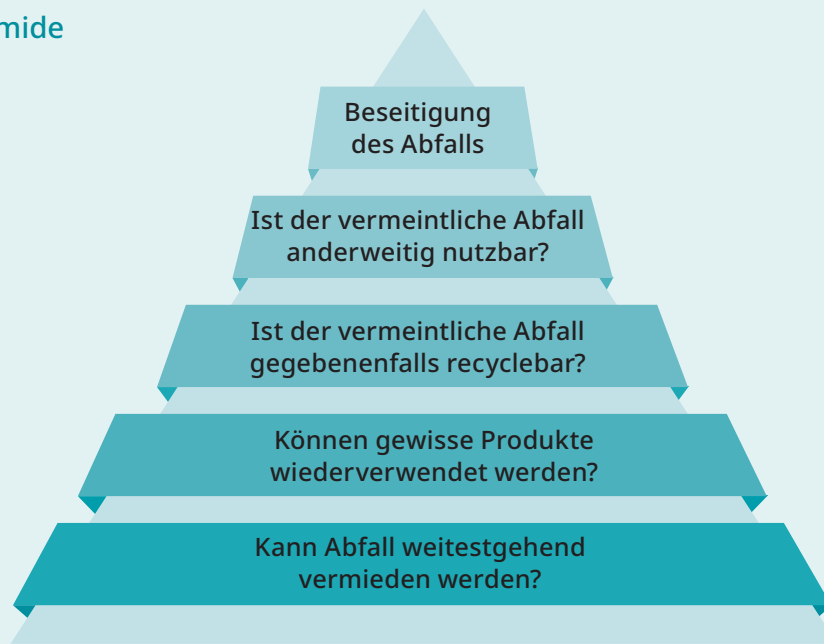 mide
Beseitigung
des Abfalls
Ist der vermeintliche Abfall
anderweitig nutzbar?
Ist der vermeintliche Abfall
gegebenenfalls recyclebar?
Können gewisse Produkte
wiederverwendet werden?
Kann Abfall weitestgehend
vermieden werden?